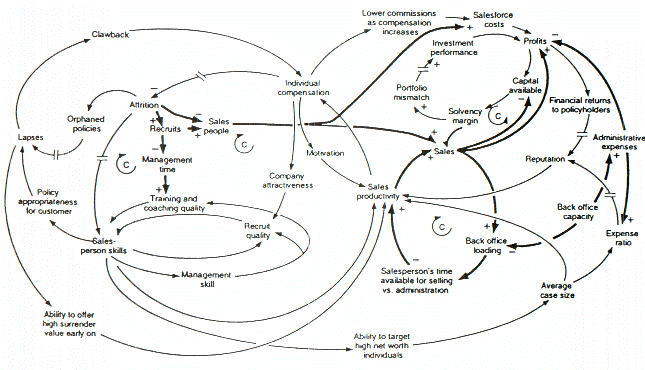 Lower commissions
as compensation
increases
Salesforce
costs
Clawback
Investment
performance
Profits
−
+
+
+
Individual
compensation
Portfolio
mismatch
Capital
available
Financial returns
to policyholders
−
Attrition
Orphaned
policies
+
Recruits
+
−
Sales
people
Solvency
margin
C
−
Administrative
expenses
+
Lapses
C
C
−
Management
time
+
Motivation
+
+
Sales
Reputation
Company
attractiveness
Policy
appropriateness
for customer
Training and
coaching quality
Sales
productivity
+
Back office
capacity
+
Expense
ratio
Sales-
person skills
Recruit
quality
C
+
Back office
loading
−
−
Management
skill
Salesperson's time
available for selling
vs. administration
Average
case size
Ability to offer
high surrender
value early on
Ability to target
high net worth
individuals